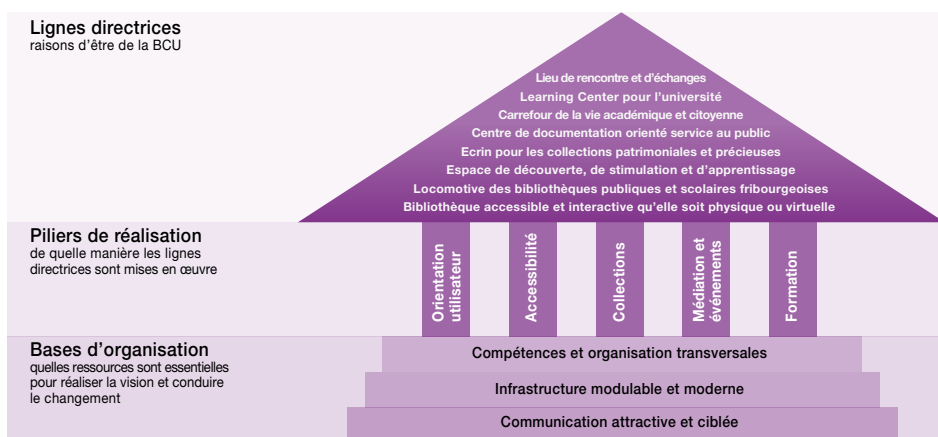 Lignes directrices
raisons d'être de la BCU
Lieu de rencontre et d'échanges
Learning Center pour l'université
Carrefour de la vie académique et citoyenne
Centre de documentation orienté service au public
Ecrin pour les collections patrimoniales et précieuses
Espace de découverte, de stimulation et d'apprentissage
Locomotive des bibliothèques publiques et scolaires fribourgeoises
Bibliothèque accessible et interactive qu'elle soit physique ou virtuelle
Piliers de réalisation
de quelle manière les lignes
directrices sont mises en œuvre
Orientation
utilisateur
Accessibilité
Collections
Médiation et
événements
Formation
Bases d'organisation
quelles ressources sont essentielles
pour réaliser la vision et conduire
le changement
Compétences et organisation transversales
Infrastructure modulable et moderne
Communication attractive et ciblée